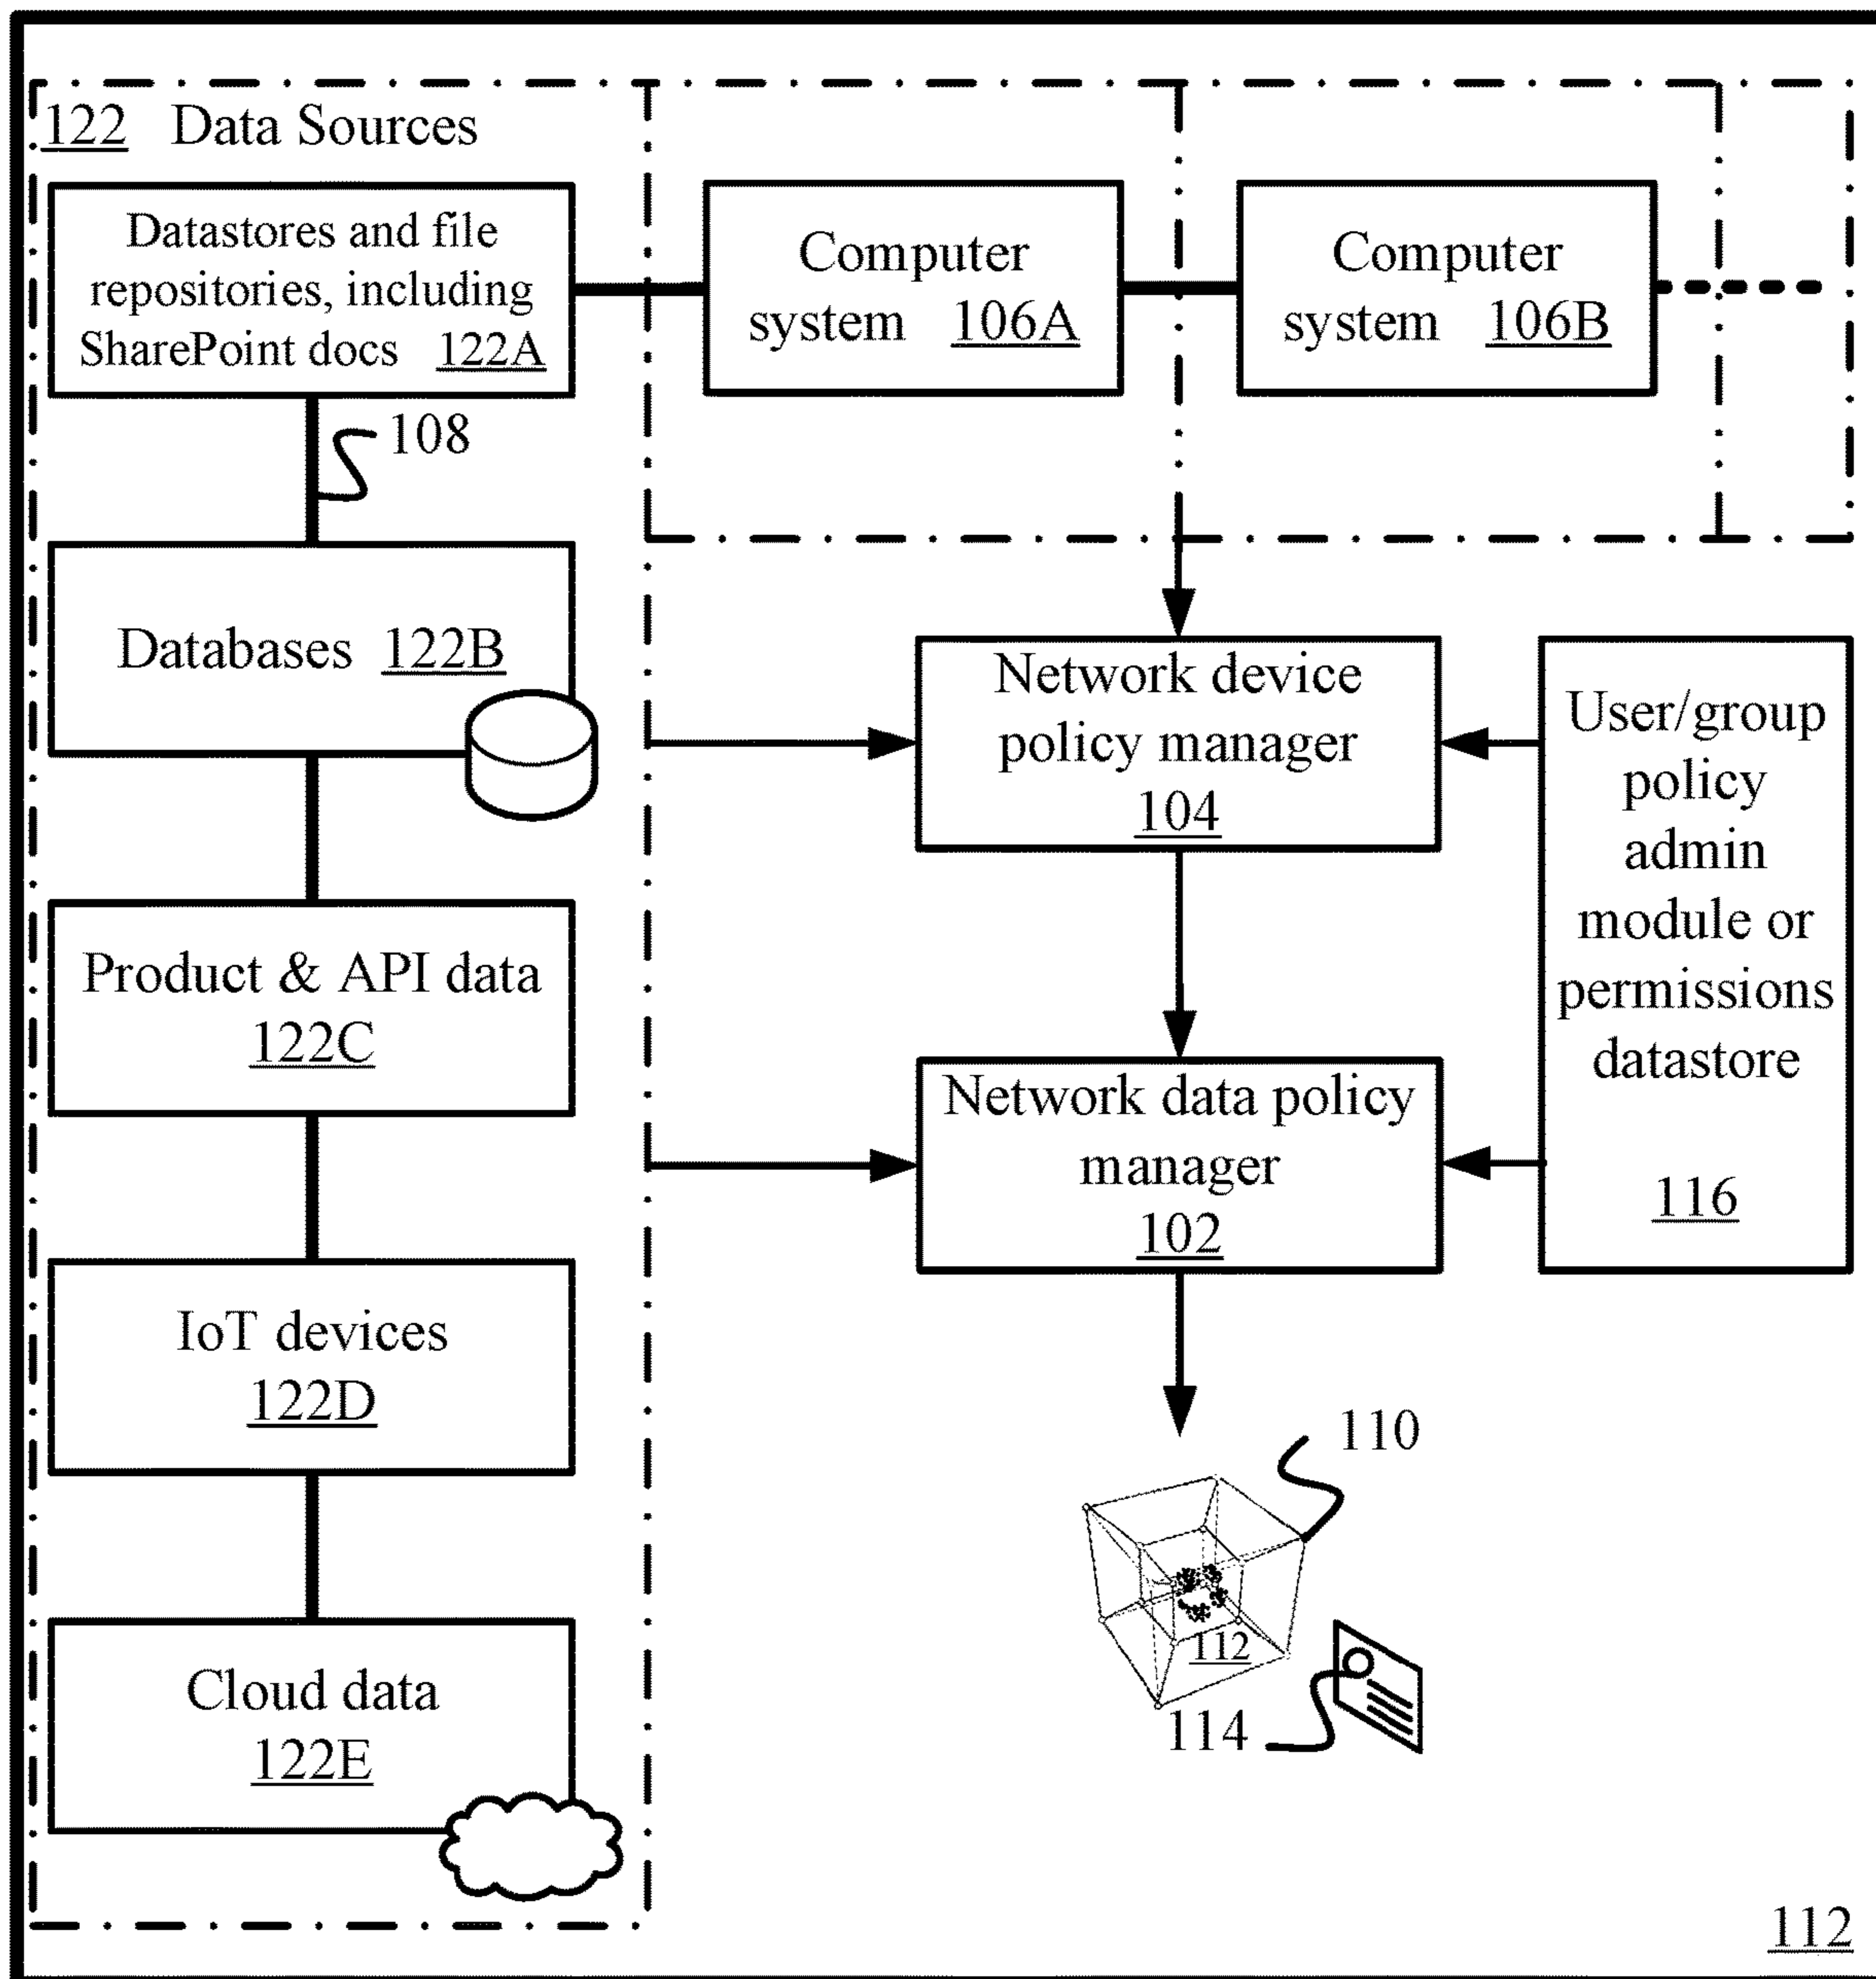 122 Data Sources
Datastores and file
repositories, including
SharePoint docs 122A
Computer
system 106A
Computer
system 106B
108
Databases 122B
Network device
policy manager
104
User/group
policy
admin
module or
permissions
datastore
116
Product & API data
122C
Network data policy
manager
102
IoT devices
122D
110
112
114
Cloud data
122E
112